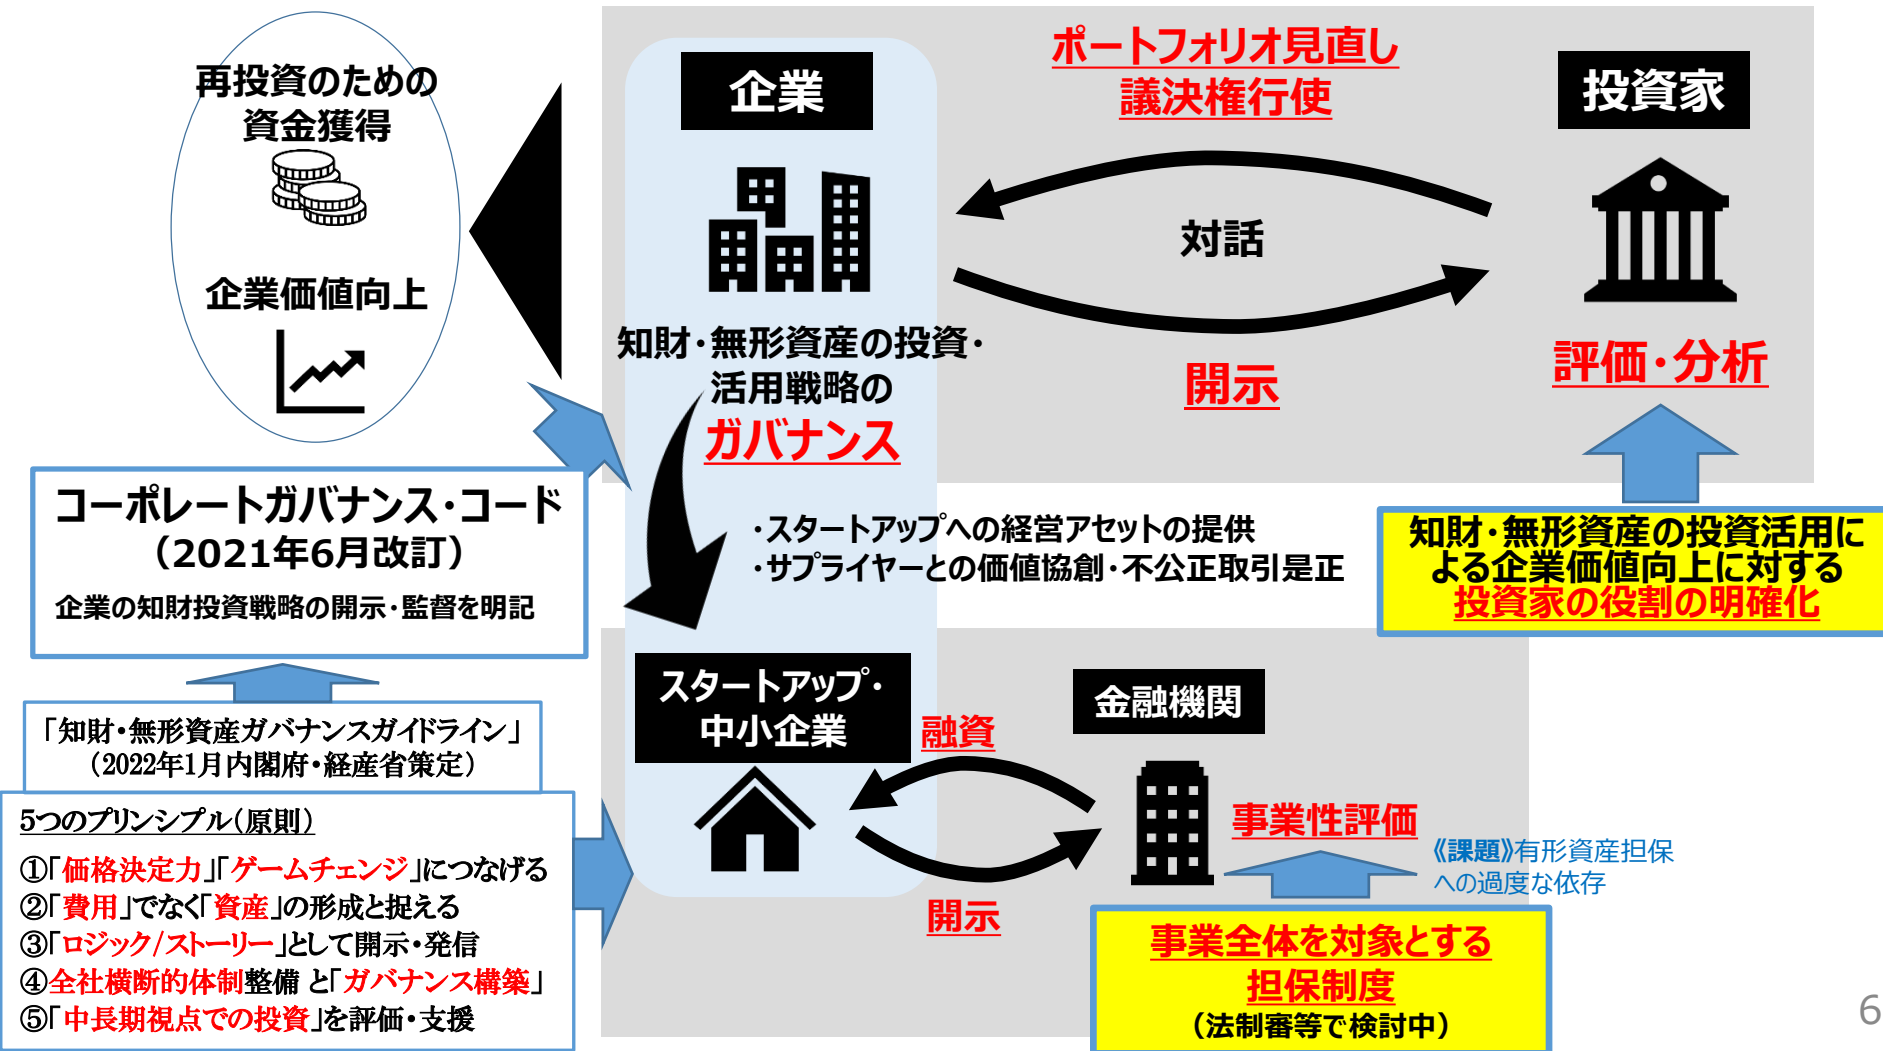 再投資のための
資金獲得
企業価値向上
企業
ポートフォリオ見直し
議決権行使
投資家
対話
知財・無形資産の投資・
活用戦略の
ガバナンス
開示
評価・分析
コーポレートガバナンス・コード
（2021年6月改訂）
企業の知財投資戦略の開示・監督を明記
・スタートアップへの経営アセットの提供
・サプライヤーとの価値協創・不公正取引是正
知財・無形資産の投資活用に
よる企業価値向上に対する
投資家の役割の明確化
「知財・無形資産ガバナンスガイドライン」
（2022年1月内閣府・経産省策定）
5つのプリンシプル（原則）
①「価格決定力」「ゲームチェンジ」につなげる
②「費用」でなく「資産」の形成と捉える
③「ロジック/ストーリー」として開示・発信
④全社横断的体制整備 と「ガバナンス構築」
⑤「中長期視点での投資」を評価・支援
スタートアップ・
中小企業
融資
金融機関
開示
事業性評価
《課題》有形資産担保
への過度な依存
事業全体を対象とする
担保制度
（法制審等で検討中）
6